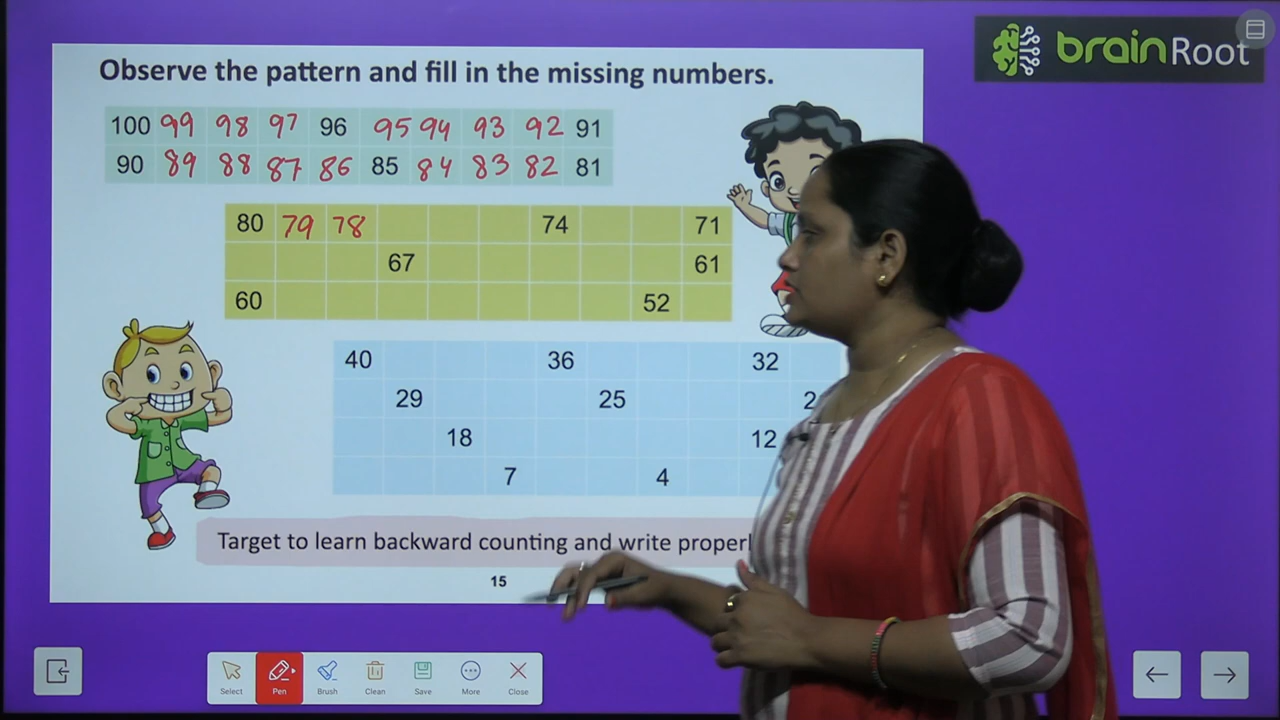 brainRoot
Observe the pattern and fill in the missing numbers.
100 99 98 97 96 95 94 93 92 91
90 89 88 87 86 85 84 83 82 81
80 79 78 74 71
67 61
60 52
40 36 32
29 25 2
18 12
7 4
Target to learn backward counting and write
15
Select Pen Brush Clean Save More Close